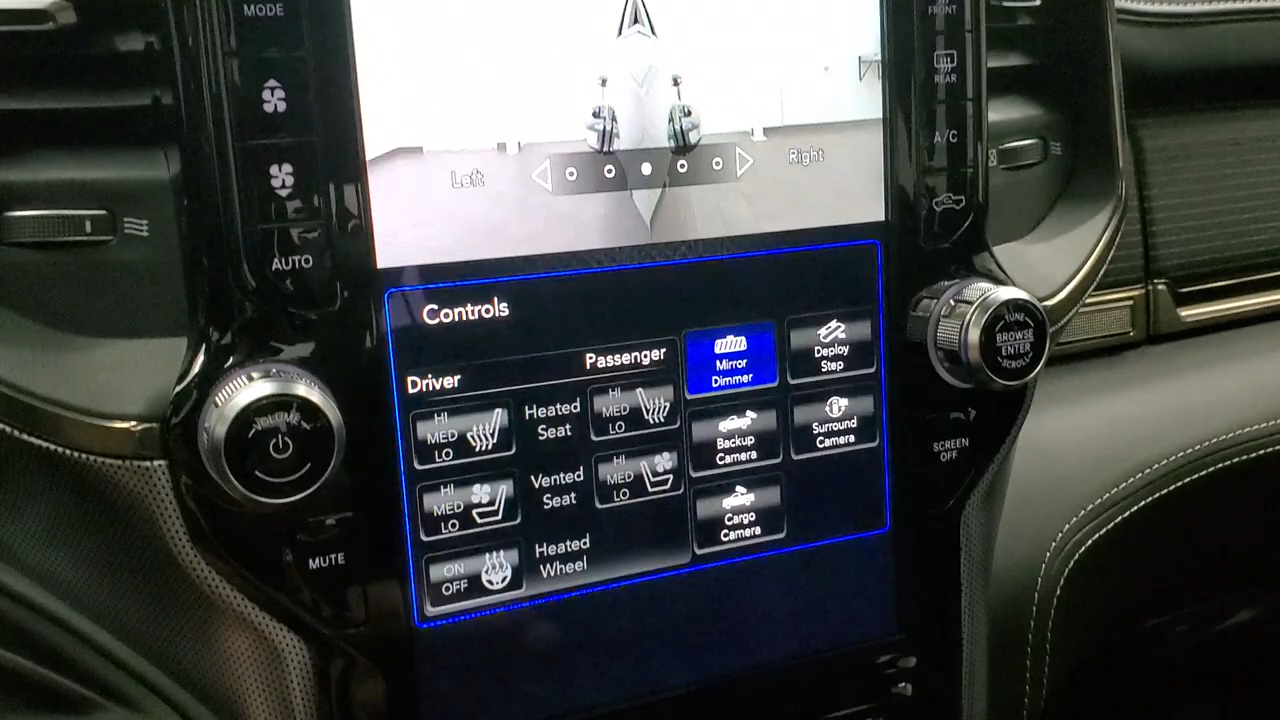 MODE
AUTO
VOLUME
MUTE
Left
Right
FRONT
REAR
A/C
TUNE
BROWSE
ENTER
SCROLL
SCREEN
OFF
Controls
Driver
Passenger
HI
MED
LO
Heated
Seat
HI
MED
LO
HI
MED
LO
Vented
Seat
HI
MED
LO
ON
OFF
Heated
Wheel
Mirror
Dimmer
Deploy
Step
Backup
Camera
Surround
Camera
Cargo
Camera